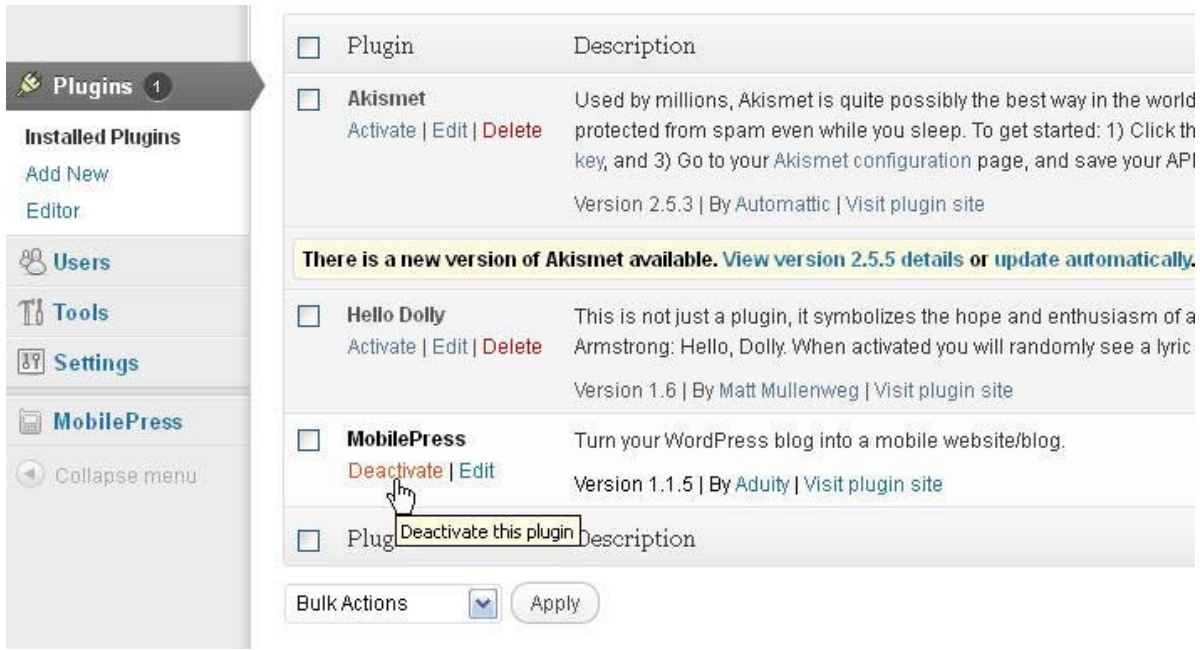 Plugins 1
Installed Plugins
Add New
Editor
Users
Tools
Settings
MobilePress
Collapse menu
Plugin Description
Akismet Used by millions, Akismet is quite possibly the best way in the world
Activate | Edit | Delete protected from spam even while you sleep. To get started: 1) Click th
key, and 3) Go to your Akismet configuration page, and save your API
Version 2.5.3 | By Automattic | Visit plugin site
There is a new version of Akismet available. View version 2.5.5 details or update automatically.
Hello Dolly This is not just a plugin, it symbolizes the hope and enthusiasm of a
Activate | Edit | Delete Armstrong: Hello, Dolly. When activated you will randomly see a lyric
Version 1.6 | By Matt Mullenweg | Visit plugin site
MobilePress Turn your WordPress blog into a mobile website/blog.
Deactivate | Edit Version 1.1.5 | By Aduity | Visit plugin site
Deactivate this plugin
Plug Description
Bulk Actions Apply